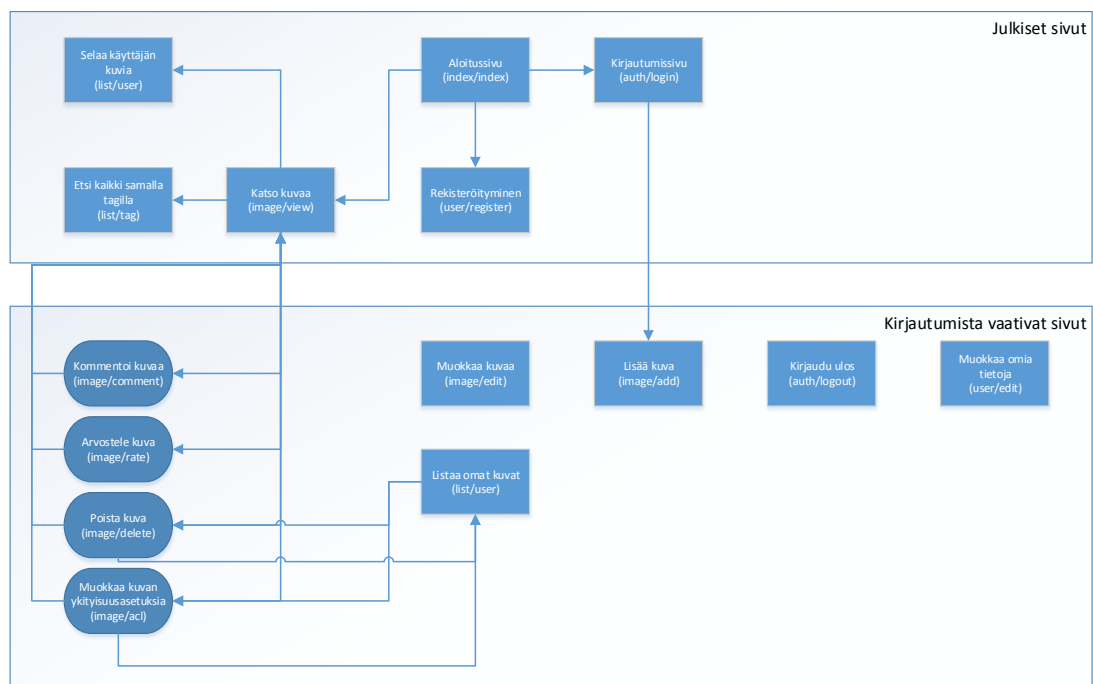 Julkiset sivut
Selaa käyttäjän
kuvia
(list/user)
Aloitussivu
(index/index)
Kirjautumissivu
(auth/login)
Etsi kaikki samalla
tagilla
(list/tag)
Katso kuvaa
(image/view)
Rekisteröityminen
(user/register)
Kirjautumista vaativat sivut
Kommentoi kuvaa
(image/comment)
Muokkaa kuvaa
(image/edit)
Lisää kuva
(image/add)
Kirjaudu ulos
(auth/logout)
Muokkaa omia
tietoja
(user/edit)
Arvostele kuva
(image/rate)
Listaa omat kuvat
(list/user)
Poista kuva
(image/delete)
Muokkaa kuvan
ykityisuusasetuksia
(image/acl)